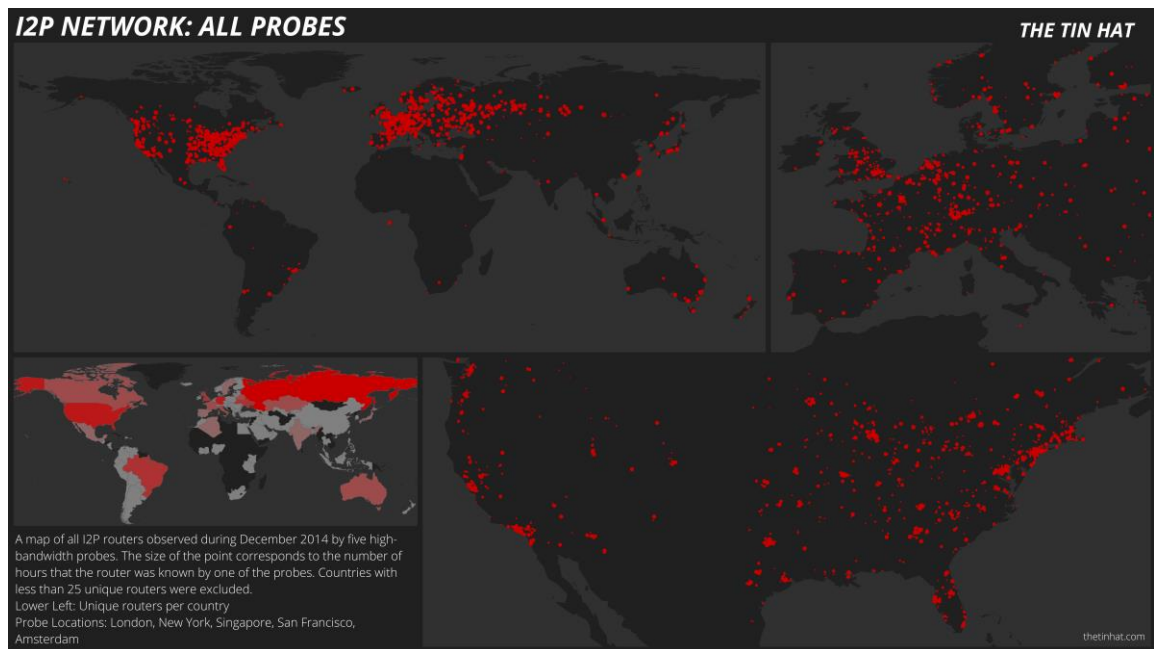 I2P NETWORK: ALL PROBES
THE TIN HAT
A map of all I2P routers observed during December 2014 by five high-
bandwidth probes. The size of the point corresponds to the number of
hours that the router was known by one of the probes. Countries with
less than 25 unique routers were excluded.
Lower Left: Unique routers per country
Probe Locations: London, New York, Singapore, San Francisco,
Amsterdam
thetinhat.com